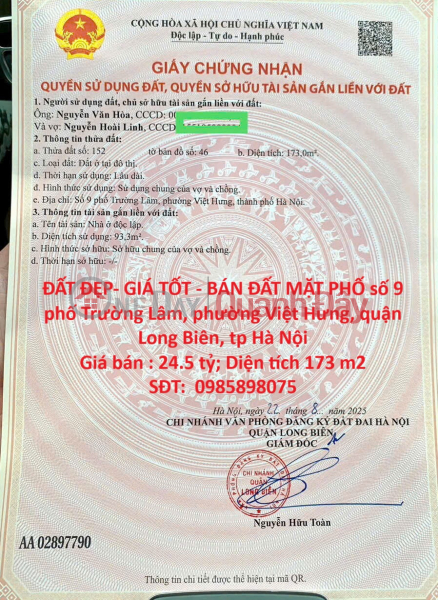 CỘNG HÒA XÃ HỘI CHỦ NGHĨA VIỆT NAM
Độc lập - Tự do - Hạnh phúc
GIẤY CHỨNG NHẬN
QUYỀN SỬ DỤNG ĐẤT, QUYỀN SỞ HỮU TÀI SẢN GẮN LIỀN VỚI ĐẤT
1. Người sử dụng đất, chủ sở hữu tài sản gắn liền với đất:
Ông: Nguyễn Văn Hòa, CCCD: 0
Và vợ: Nguyễn Hoài Linh, CCCD
2. Thông tin thửa đất:
a. Thửa đất số: 152 tờ bản đồ số: 46 b. Diện tích: 173,0m².
c. Loại đất: Đất ở tại đô thị.
d. Thời hạn sử dụng: Lâu dài.
đ. Hình thức sử dụng: Sử dụng chung của vợ và chồng.
e. Địa chỉ: Số 9 phố Trường Lâm, phường Việt Hưng, thành phố Hà Nội.
3. Thông tin tài sản gắn liền với đất:
a. Tên tài sản: Nhà ở độc lập.
b. Diện tích sử dụng: 93,3m².
c. Hình thức sở hữu: Sở hữu chung của vợ và chồng.
d. Thời hạn sở hữu: -/-
ĐẤT ĐẸP- GIÁ TỐT - BÁN ĐẤT MẶT PHỐ số 9
phố Trường Lâm, phường Việt Hưng, quận
Long Biên, tp Hà Nội
Giá bán : 24.5 tỷ; Diện tích 173 m2
SĐT: 0985898075
Hà Nội, ngày 22 tháng 8 năm 2025
CHI NHÁNH VĂN PHÒNG ĐĂNG KÝ ĐẤT ĐAI HÀ NỘI
QUẬN LONG BIÊN
GIÁM ĐỐC
CHI NHÁNH
QUẬN
LONG BIÊN
Nguyễn Hữu Toàn
AA 02897790
Thông tin chi tiết được thể hiện tại mã QR.